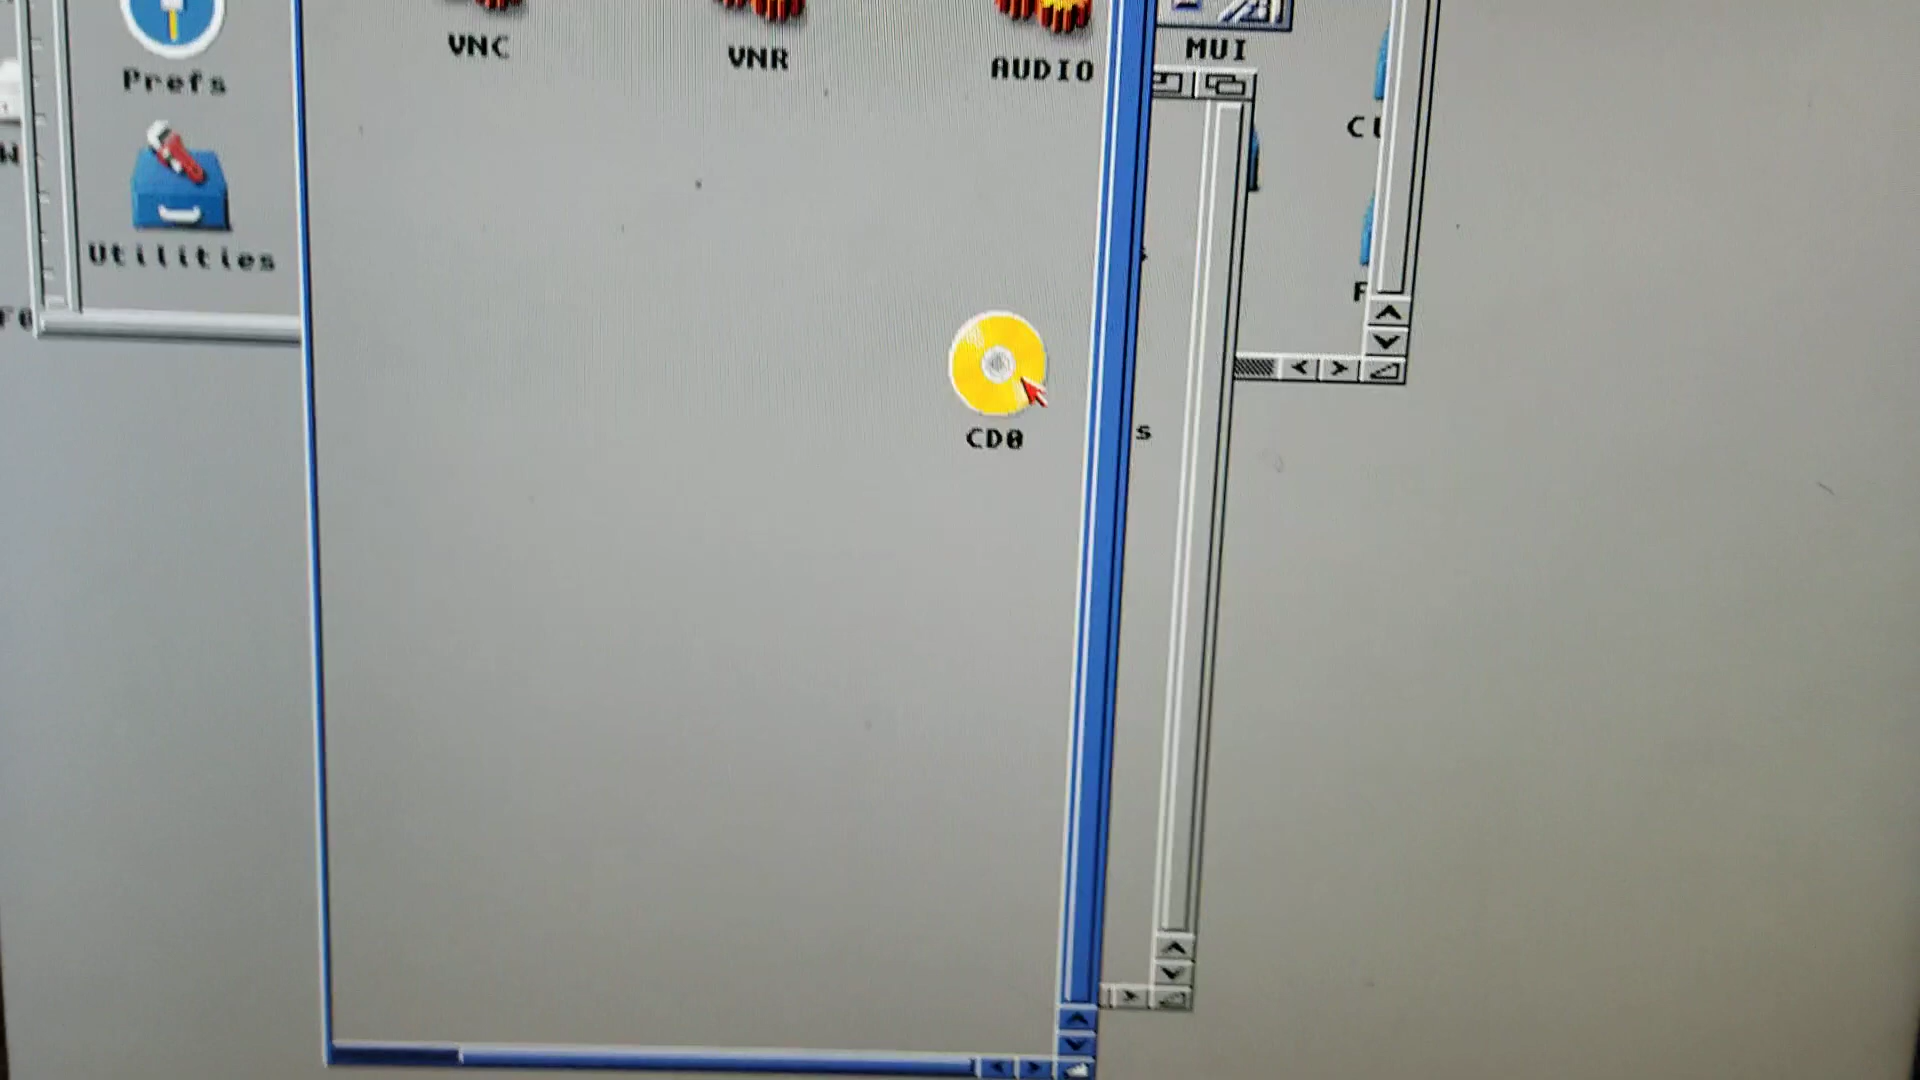 VNC
VNR
AUDIO
MUI
Prefs
Utilities
CD0